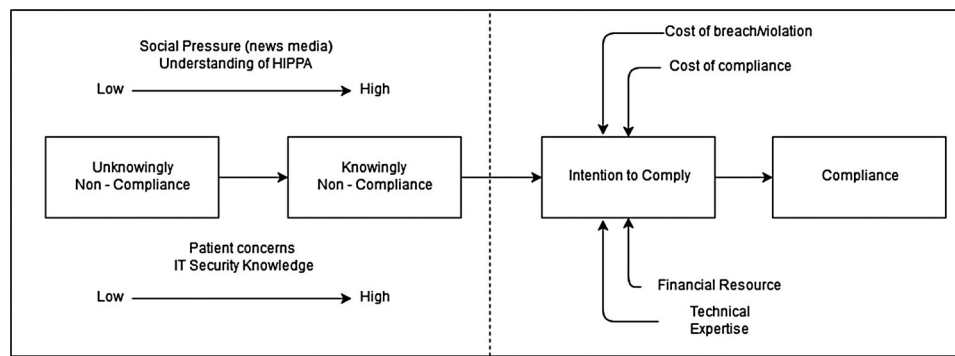 Social Pressure (news media)
Understanding of HIPPA
Low
High
Cost of breach/violation
Cost of compliance
Unknowingly
Non - Compliance
Knowingly
Non - Compliance
Intention to Comply
Compliance
Patient concerns
IT Security Knowledge
Low
High
Financial Resource
Technical
Expertise